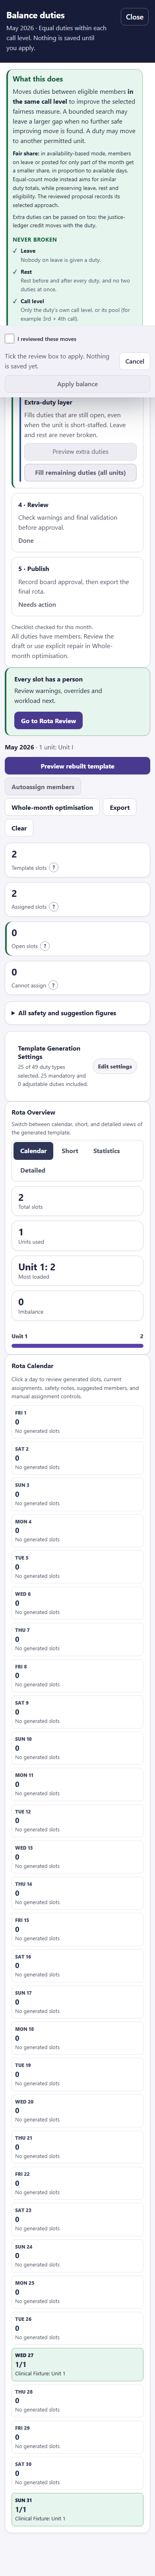 Balance duties
Close
May 2026 · Equal duties within each
call level. Nothing is saved until
you apply.
What this does
Moves duties between eligible members in
the same call level to improve the selected
fairness measure. A bounded search may
leave a larger gap even when no further safe
improving move is found. A duty may move
to another permitted unit.
Fair share: in availability-based mode, members
on leave or posted for only part of the month get
a smaller share, in proportion to available days.
Equal-count mode instead aims for similar
duty totals, while preserving leave, rest and
eligibility. The reviewed proposal records its
selected approach.
Extra duties can be passed on too: the justice-
ledger credit moves with the duty.
NEVER BROKEN
✓ Leave
Nobody on leave is given a duty.
✓ Rest
Rest before and after every duty, and no two
duties at once.
✓ Call level
Only the duty's own call level, or its pool (for
example 3rd + 4th call).
I reviewed these moves
Tick the review box to apply. Nothing
is saved yet.
Cancel
Apply balance
Extra-duty layer
Fills duties that are still open, even
when the unit is short-staffed. Leave
and rest are never broken.
Preview extra duties
Fill remaining duties (all units)
4 · Review
Check warnings and final validation
before approval.
Done
5 · Publish
Record board approval, then export the
final rota.
Needs action
Checklist checked for this month.
All duties have members. Review the
draft or use explicit repair in Whole-
month optimisation.
Every slot has a person
Review warnings, overrides and
workload next.
Go to Rota Review
May 2026 · 1 unit: Unit I
Preview rebuilt template
Autoassign members
Whole-month optimisation
Export
Clear
2
Template slots ?
2
Assigned slots ?
0
Open slots ?
0
Cannot assign ?
▶ All safety and suggestion figures
Template Generation
Settings
25 of 49 duty types
selected, 25 mandatory and
0 adjustable duties included.
Edit settings
Rota Overview
Switch between calendar, short, and detailed views of
the generated template.
Calendar
Short
Statistics
Detailed
2
Total slots
1
Units used
Unit 1: 2
Most loaded
0
Imbalance
Unit 1
2
Rota Calendar
Click a day to review generated slots, current
assignments, safety notes, suggested members, and
manual assignment controls.
FRI 1
0
No generated slots
SAT 2
0
No generated slots
SUN 3
0
No generated slots
MON 4
0
No generated slots
TUE 5
0
No generated slots
WED 6
0
No generated slots
THU 7
0
No generated slots
FRI 8
0
No generated slots
SAT 9
0
No generated slots
SUN 10
0
No generated slots
MON 11
0
No generated slots
TUE 12
0
No generated slots
WED 13
0
No generated slots
THU 14
0
No generated slots
FRI 15
0
No generated slots
SAT 16
0
No generated slots
SUN 17
0
No generated slots
MON 18
0
No generated slots
TUE 19
0
No generated slots
WED 20
0
No generated slots
THU 21
0
No generated slots
FRI 22
0
No generated slots
SAT 23
0
No generated slots
SUN 24
0
No generated slots
MON 25
0
No generated slots
TUE 26
0
No generated slots
WED 27
1/1
Clinical Fixture: Unit 1
THU 28
0
No generated slots
FRI 29
0
No generated slots
SAT 30
0
No generated slots
SUN 31
1/1
Clinical Fixture: Unit 1